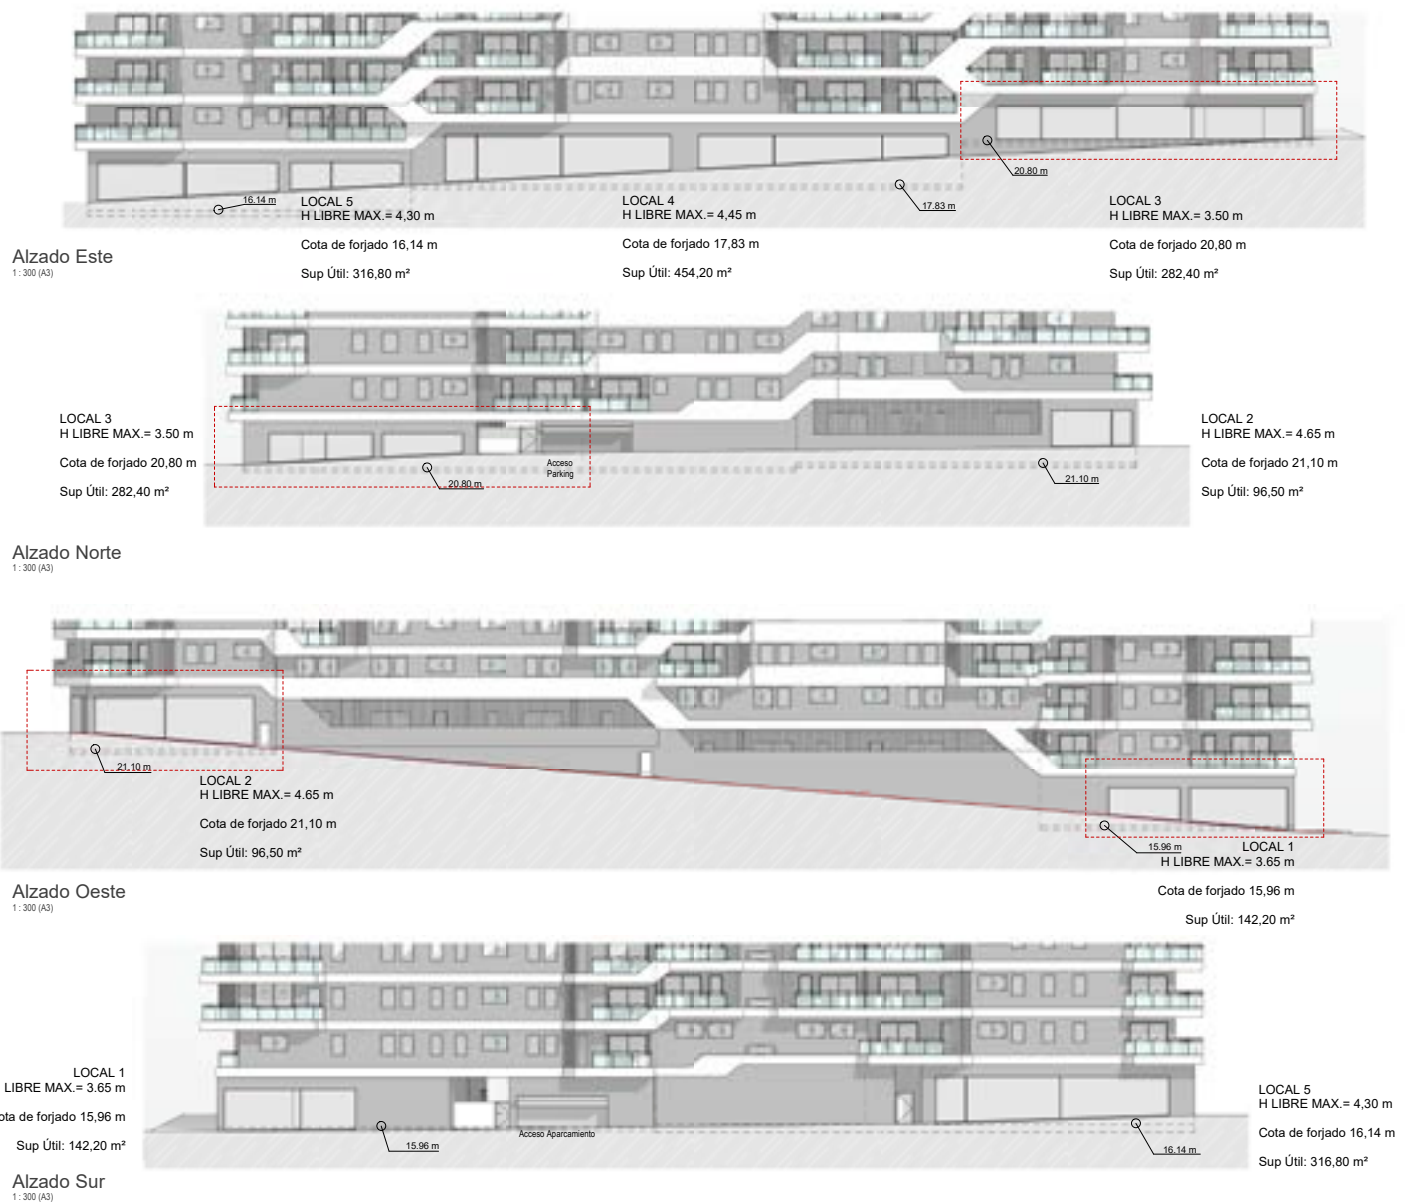 16.14 m
LOCAL 5
H LIBRE MAX.= 4,30 m
Cota de forjado 16,14 m
Sup Útil: 316,80 m²
LOCAL 4
H LIBRE MAX.= 4,45 m
Cota de forjado 17,83 m
Sup Útil: 454,20 m²
17.83 m
20.80 m
LOCAL 3
H LIBRE MAX.= 3.50 m
Cota de forjado 20,80 m
Sup Útil: 282,40 m²
Alzado Este
1 : 300 (A3)
LOCAL 3
H LIBRE MAX.= 3.50 m
Cota de forjado 20,80 m
Sup Útil: 282,40 m²
20.80 m
Acceso
Parking
21.10 m
LOCAL 2
H LIBRE MAX.= 4.65 m
Cota de forjado 21,10 m
Sup Útil: 96,50 m²
Alzado Norte
1 : 300 (A3)
21.10 m
LOCAL 2
H LIBRE MAX.= 4.65 m
Cota de forjado 21,10 m
Sup Útil: 96,50 m²
15.96 m
LOCAL 1
H LIBRE MAX.= 3.65 m
Cota de forjado 15,96 m
Sup Útil: 142,20 m²
Alzado Oeste
1 : 300 (A3)
LOCAL 1
LIBRE MAX.= 3.65 m
ota de forjado 15,96 m
Sup Útil: 142,20 m²
15.96 m
Acceso Aparcamiento
16.14 m
LOCAL 5
H LIBRE MAX.= 4,30 m
Cota de forjado 16,14 m
Sup Útil: 316,80 m²
Alzado Sur
1 : 300 (A3)